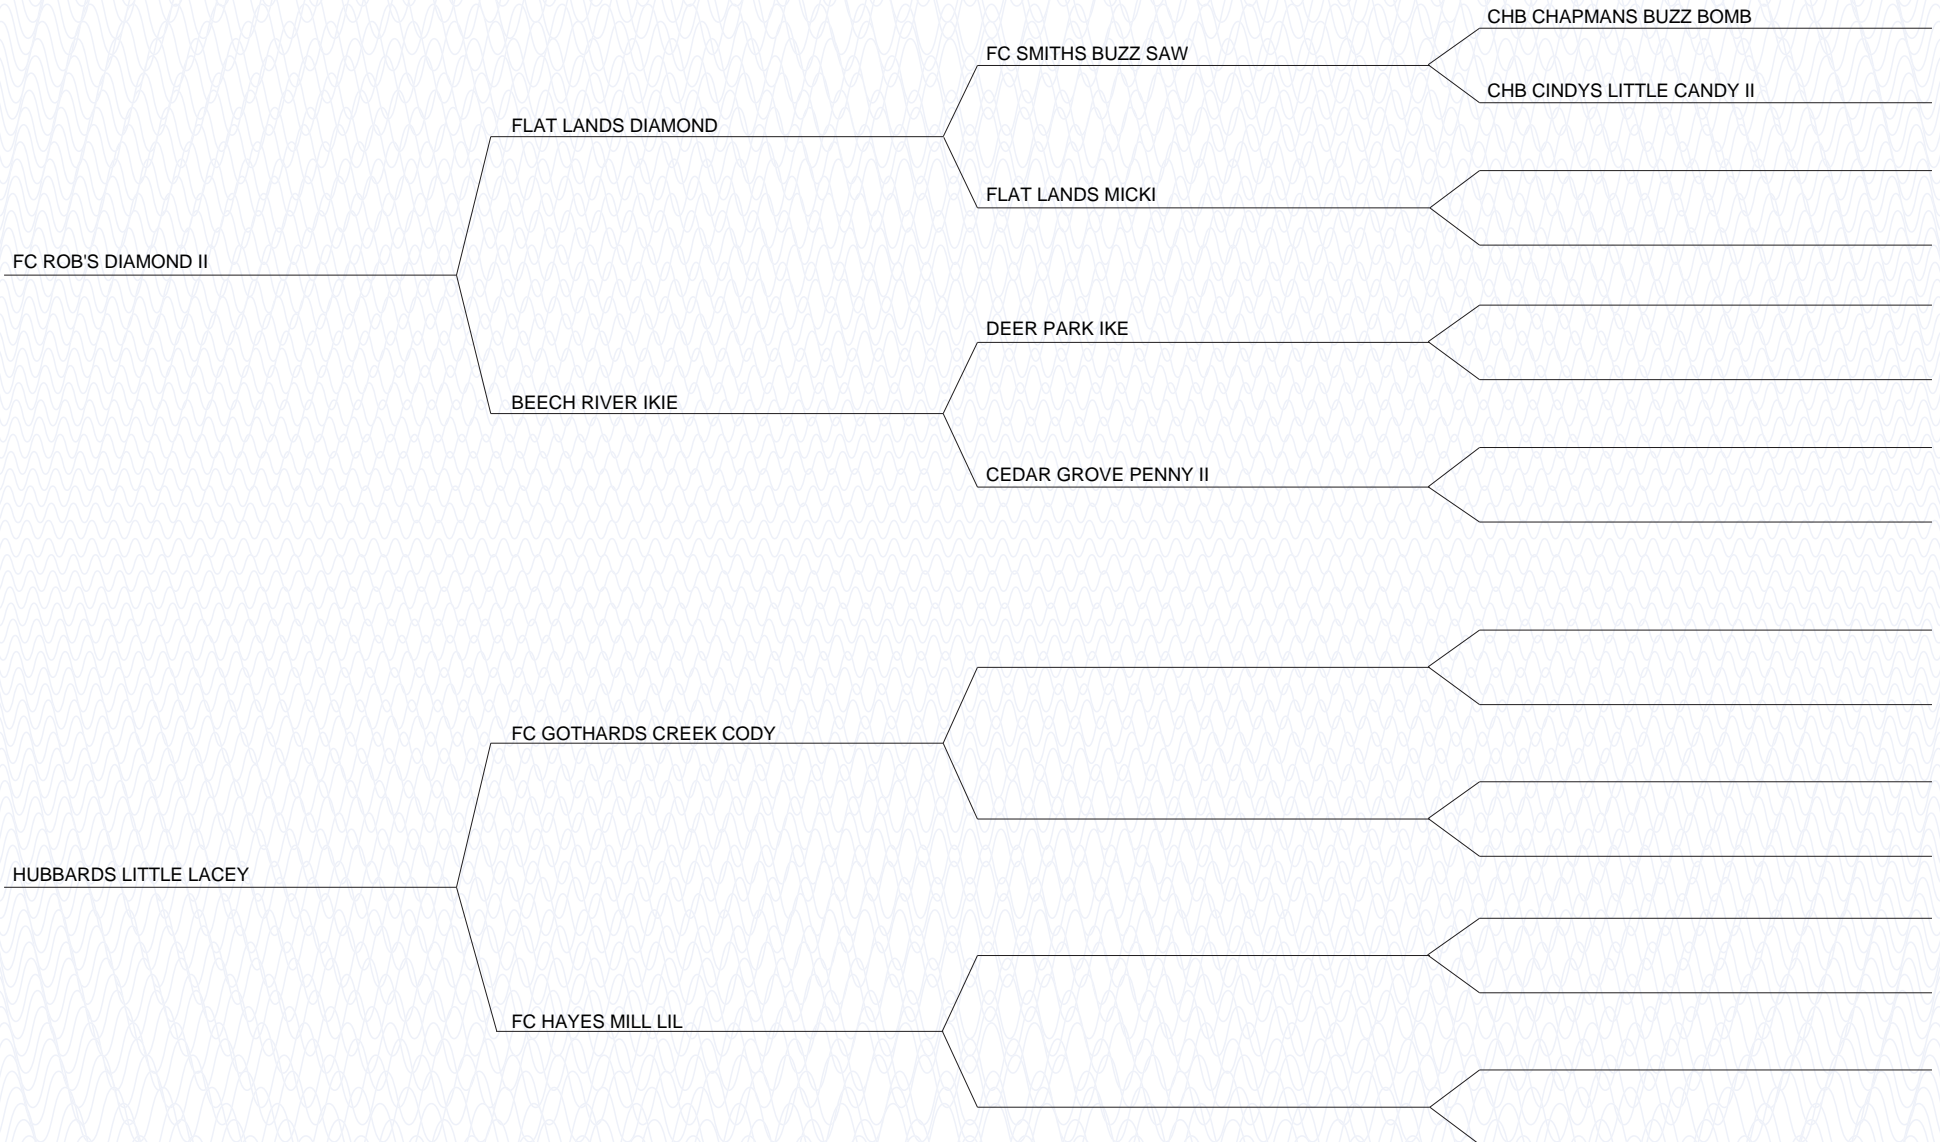 CHB CHAPMANS BUZZ BOMB
FC SMITHS BUZZ SAW
CHB CINDYS LITTLE CANDY II
FLAT LANDS DIAMOND
FLAT LANDS MICKI
FC ROB'S DIAMOND II
DEER PARK IKE
BEECH RIVER IKIE
CEDAR GROVE PENNY II
FC GOTHARDS CREEK CODY
HUBBARDS LITTLE LACEY
FC HAYES MILL LIL